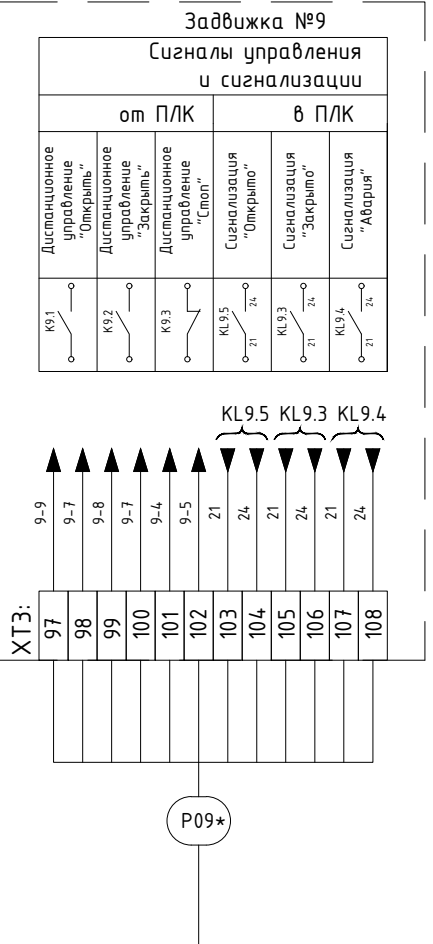 Задвижка №9
Сигналы управления
и сигнализации
от ПЛК
в ПЛК
Дистанционное
управление
"Открыть"
Дистанционное
управление
"Закрыть"
Дистанционное
управление
"Стоп"
Сигнализация
"Открыто"
Сигнализация
"Закрыто"
Сигнализация
"Авария"
К9.1
К9.2
К9.3
KL9.5 21 24
KL9.3 21 24
KL9.4 21 24
KL9.5 KL9.3 KL9.4
9-9 9-7 9-8 9-7 9-4 9-5 21 24 21 24 21 24
XT3:
97 98 99 100 101 102 103 104 105 106 107 108
P09*